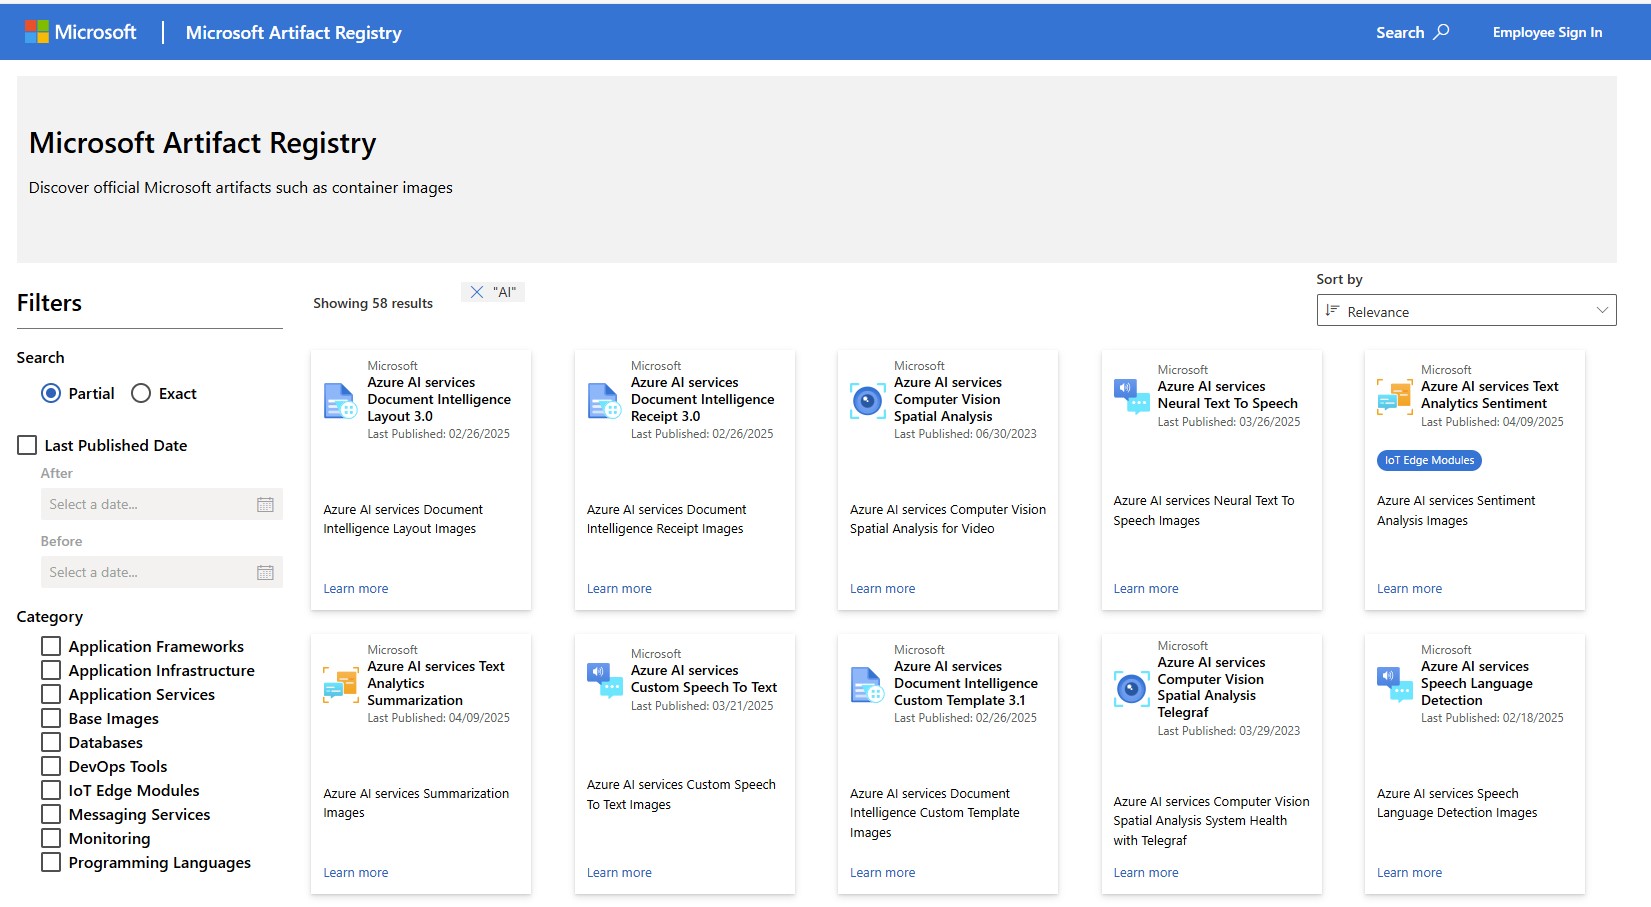 Microsoft
Microsoft Artifact Registry
Search
Employee Sign In
Microsoft Artifact Registry
Discover official Microsoft artifacts such as container images
Filters
Search
Partial
Exact
Last Published Date
After
Select a date...
Before
Select a date...
Category
Application Frameworks
Application Infrastructure
Application Services
Base Images
Databases
DevOps Tools
IoT Edge Modules
Messaging Services
Monitoring
Programming Languages
Showing 58 results
"AI"
Sort by
Relevance
Microsoft
Azure AI services
Document Intelligence
Layout 3.0
Last Published: 02/26/2025
Azure AI services Document
Intelligence Layout Images
Learn more
Microsoft
Azure AI services
Document Intelligence
Receipt 3.0
Last Published: 02/26/2025
Azure AI services Document
Intelligence Receipt Images
Learn more
Microsoft
Azure AI services
Computer Vision
Spatial Analysis
Last Published: 06/30/2023
Azure AI services Computer Vision
Spatial Analysis for Video
Learn more
Microsoft
Azure AI services
Neural Text To Speech
Last Published: 03/26/2025
Azure AI services Neural Text To
Speech Images
Learn more
Microsoft
Azure AI services Text
Analytics Sentiment
Last Published: 04/09/2025
IoT Edge Modules
Azure AI services Sentiment
Analysis Images
Learn more
Microsoft
Azure AI services Text
Analytics
Summarization
Last Published: 04/09/2025
Azure AI services Summarization
Images
Learn more
Microsoft
Azure AI services
Custom Speech To Text
Last Published: 03/21/2025
Azure AI services Custom Speech
To Text Images
Learn more
Microsoft
Azure AI services
Document Intelligence
Custom Template 3.1
Last Published: 02/26/2025
Azure AI services Document
Intelligence Custom Template
Images
Learn more
Microsoft
Azure AI services
Computer Vision
Spatial Analysis
Telegraf
Last Published: 03/29/2023
Azure AI services Computer Vision
Spatial Analysis System Health
with Telegraf
Learn more
Microsoft
Azure AI services
Speech Language
Detection
Last Published: 02/18/2025
Azure AI services Speech
Language Detection Images
Learn more